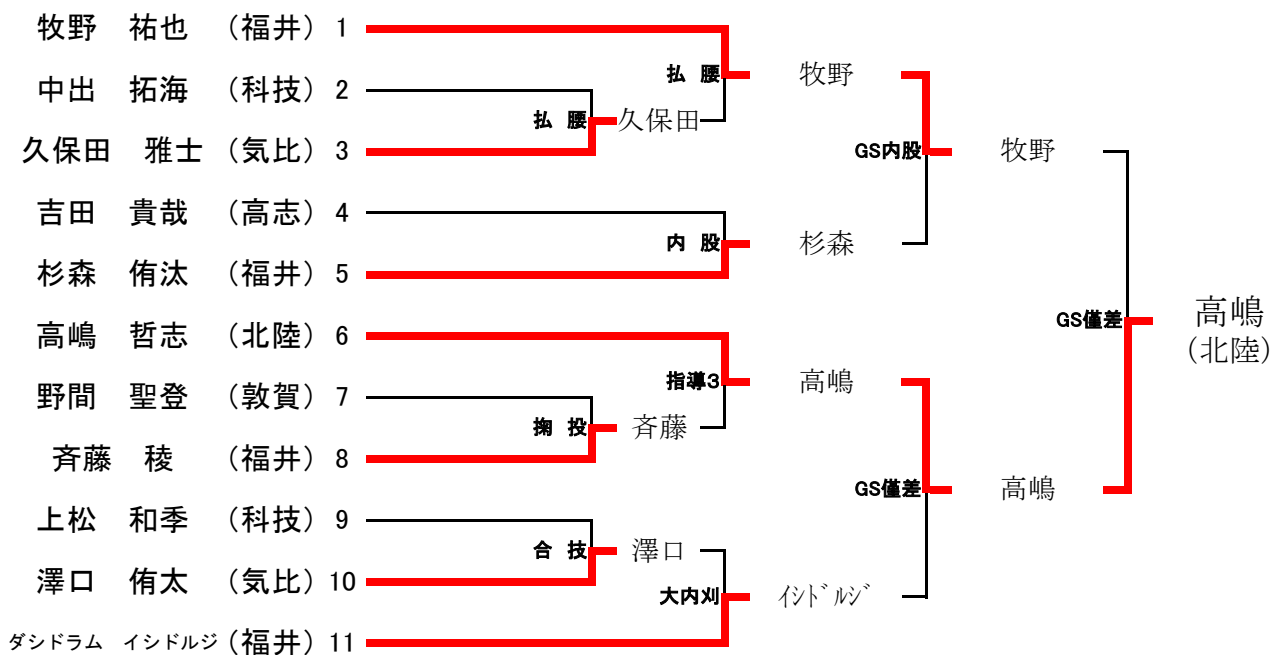 牧野 祐也 (福井) 1
払 腰 牧野
中出 拓海 (科技) 2
払 腰 久保田
久保田 雅士 (気比) 3
GS内股 牧野
吉田 貴哉 (高志) 4
内 股 杉森
杉森 侑汰 (福井) 5
GS僅差 高嶋
(北陸)
高嶋 哲志 (北陸) 6
指導3 高嶋
野間 聖登 (敦賀) 7
掬 投 斉藤
斉藤 稜 (福井) 8
GS僅差 高嶋
上松 和季 (科技) 9
合 技 澤口
澤口 侑太 (気比) 10
大内刈 イシドルジ
ダシドラム イシドルジ (福井) 11